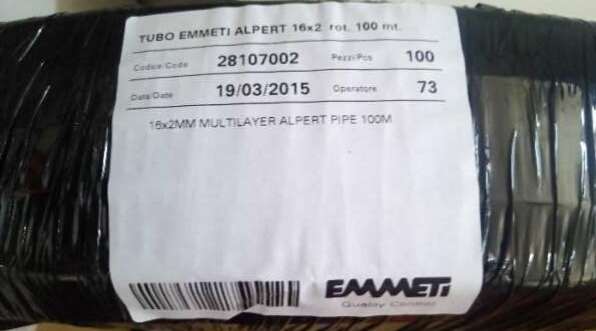 TUBO EMMETI ALPERT 16x2 rot. 100 mt.
Codice/Code 28107002 Pezzi/Pcs 100
Data/Date 19/03/2015 Operatore 73
16x2MM MULTILAYER ALPERT PIPE 100M
EMMETi
Quality Control